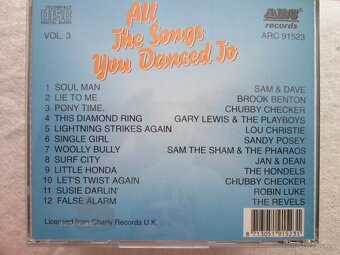 COMPACT
disc
DIGITAL AUDIO
VOL. 3
All
The Songs
You Danced To
ARC
records
ARC 91523
1 SOUL MAN SAM & DAVE
2 LIE TO ME BROOK BENTON
3 PONY TIME. CHUBBY CHECKER
4 THIS DIAMOND RING GARY LEWIS & THE PLAYBOYS
5 LIGHTNING STRIKES AGAIN LOU CHRISTIE
6 SINGLE GIRL SANDY POSEY
7 WOOLLY BULLY SAM THE SHAM & THE PHARAOS
8 SURF CITY JAN & DEAN
9 LITTLE HONDA THE HONDELS
10 LET'S TWIST AGAIN CHUBBY CHECKER
11 SUSIE DARLIN' ROBIN LUKE
12 FALSE ALARM THE REVELS
Licensed from Charly Records U.K.
8 713051 915231